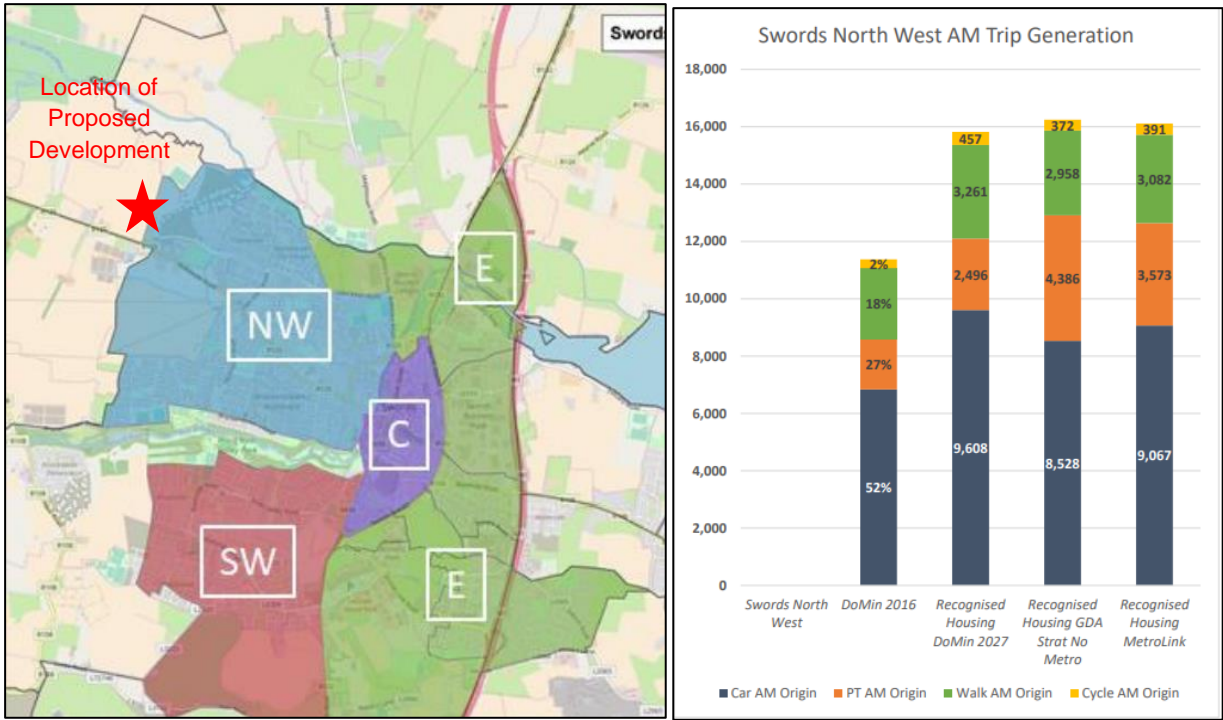 Swords
Location of
Proposed
Development
E
NW
C
SW
E
Swords North West AM Trip Generation
18,000
16,000
14,000
12,000
10,000
8,000
6,000
4,000
2,000
0
2%
18%
27%
52%
457
3,261
2,496
9,608
372
2,958
4,386
8,528
391
3,082
3,573
9,067
Swords North
West
DoMin 2016
Recognised
Housing
DoMin 2027
Recognised
Housing GDA
Strat No
Metro
Recognised
Housing
MetroLink
Car AM Origin
PT AM Origin
Walk AM Origin
Cycle AM Origin